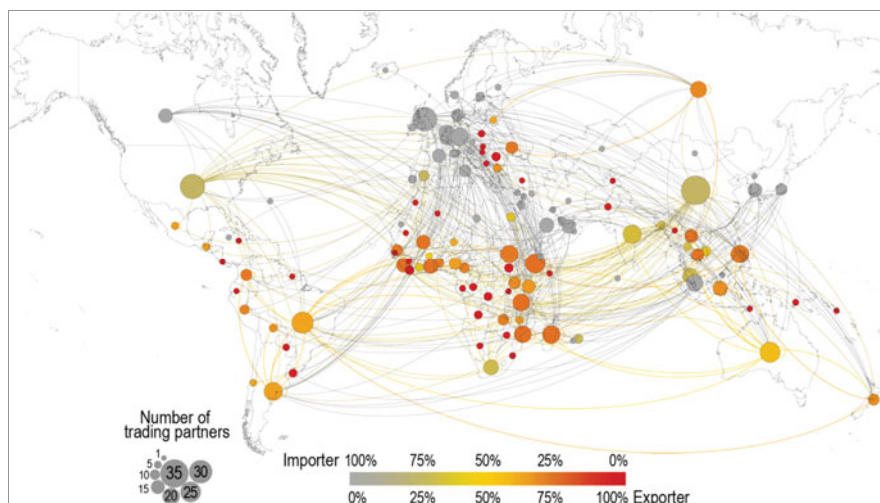 Number of
trading partners
1
5
10
15
35
30
20
25
Importer 100% 75% 50% 25% 0%
0% 25% 50% 75% 100% Exporter